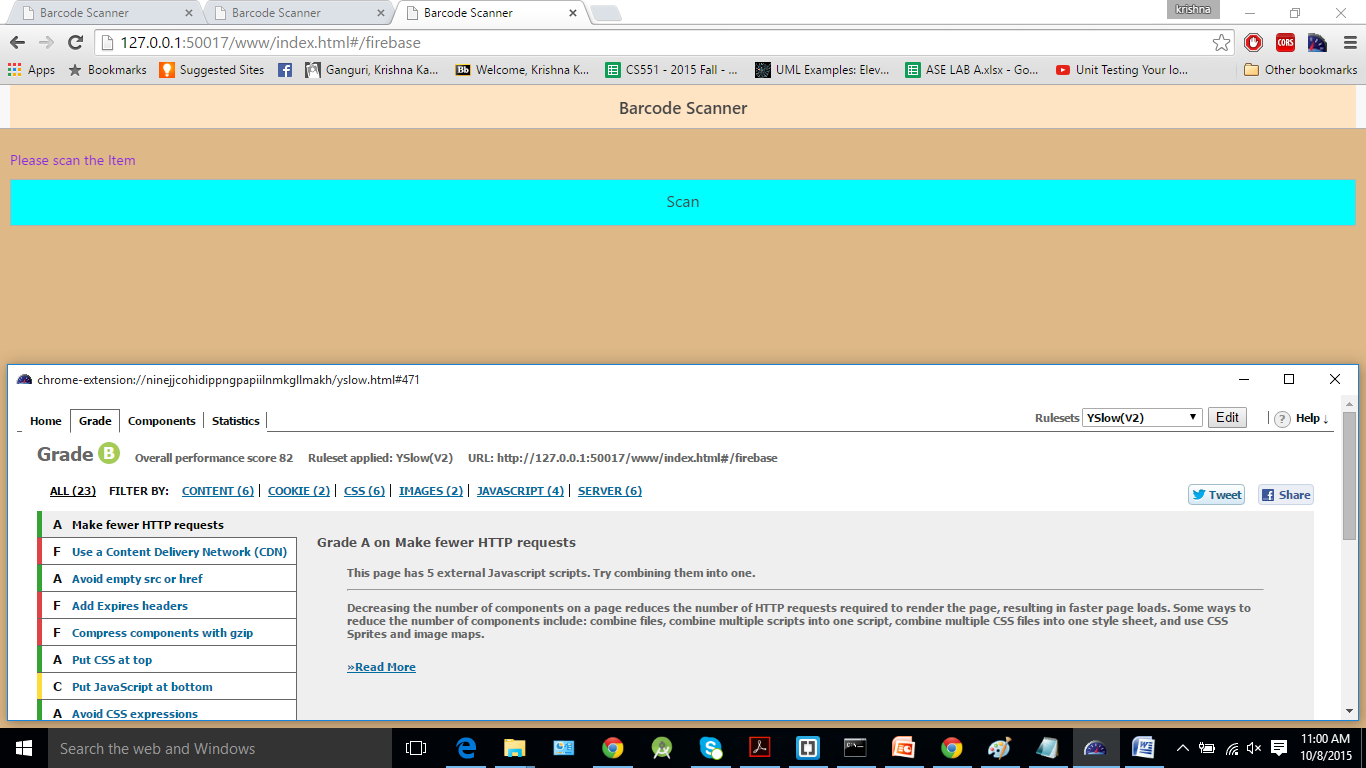 Barcode Scanner
Barcode Scanner
Barcode Scanner
krishna
127.0.0.1:50017/www/index.html#/firebase
CORS
Apps
Bookmarks
Suggested Sites
Ganguri, Krishna Ka...
Bb
Welcome, Krishna K...
CS551 - 2015 Fall - ...
UML Examples: Elev...
ASE LAB A.xlsx - Go...
Unit Testing Your Io...
Other bookmarks
Barcode Scanner
Please scan the Item
Scan
chrome-extension://ninejjcohidippngpapiilnmkgllmakh/yslow.html#471
Home
Grade
Components
Statistics
Rulesets
YSlow(V2)
Edit
?
Help ↓
Grade B
Overall performance score 82
Ruleset applied: YSlow(V2)
URL: http://127.0.0.1:50017/www/index.html#/firebase
ALL (23)
FILTER BY:
CONTENT (6)
COOKIE (2)
CSS (6)
IMAGES (2)
JAVASCRIPT (4)
SERVER (6)
Tweet
Share
A Make fewer HTTP requests
F Use a Content Delivery Network (CDN)
A Avoid empty src or href
F Add Expires headers
F Compress components with gzip
A Put CSS at top
C Put JavaScript at bottom
A Avoid CSS expressions
Grade A on Make fewer HTTP requests
This page has 5 external Javascript scripts. Try combining them into one.
Decreasing the number of components on a page reduces the number of HTTP requests required to render the page, resulting in faster page loads. Some ways to
reduce the number of components include: combine files, combine multiple scripts into one script, combine multiple CSS files into one style sheet, and use CSS
Sprites and image maps.
»Read More
Search the web and Windows
11:00 AM
10/8/2015